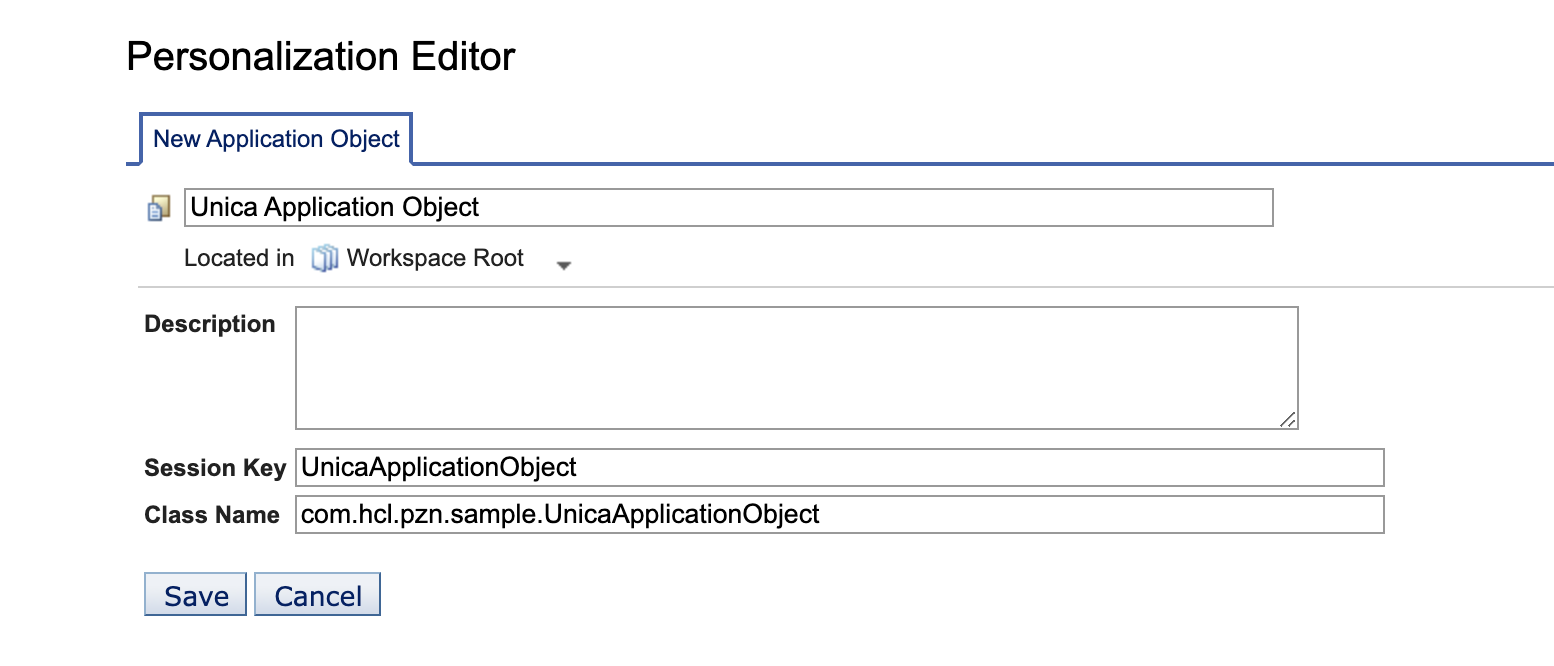 Personalization Editor
New Application Object
Unica Application Object
Located in Workspace Root
Description
Session Key UnicaApplicationObject
Class Name com.hcl.pzn.sample.UnicaApplicationObject
Save Cancel